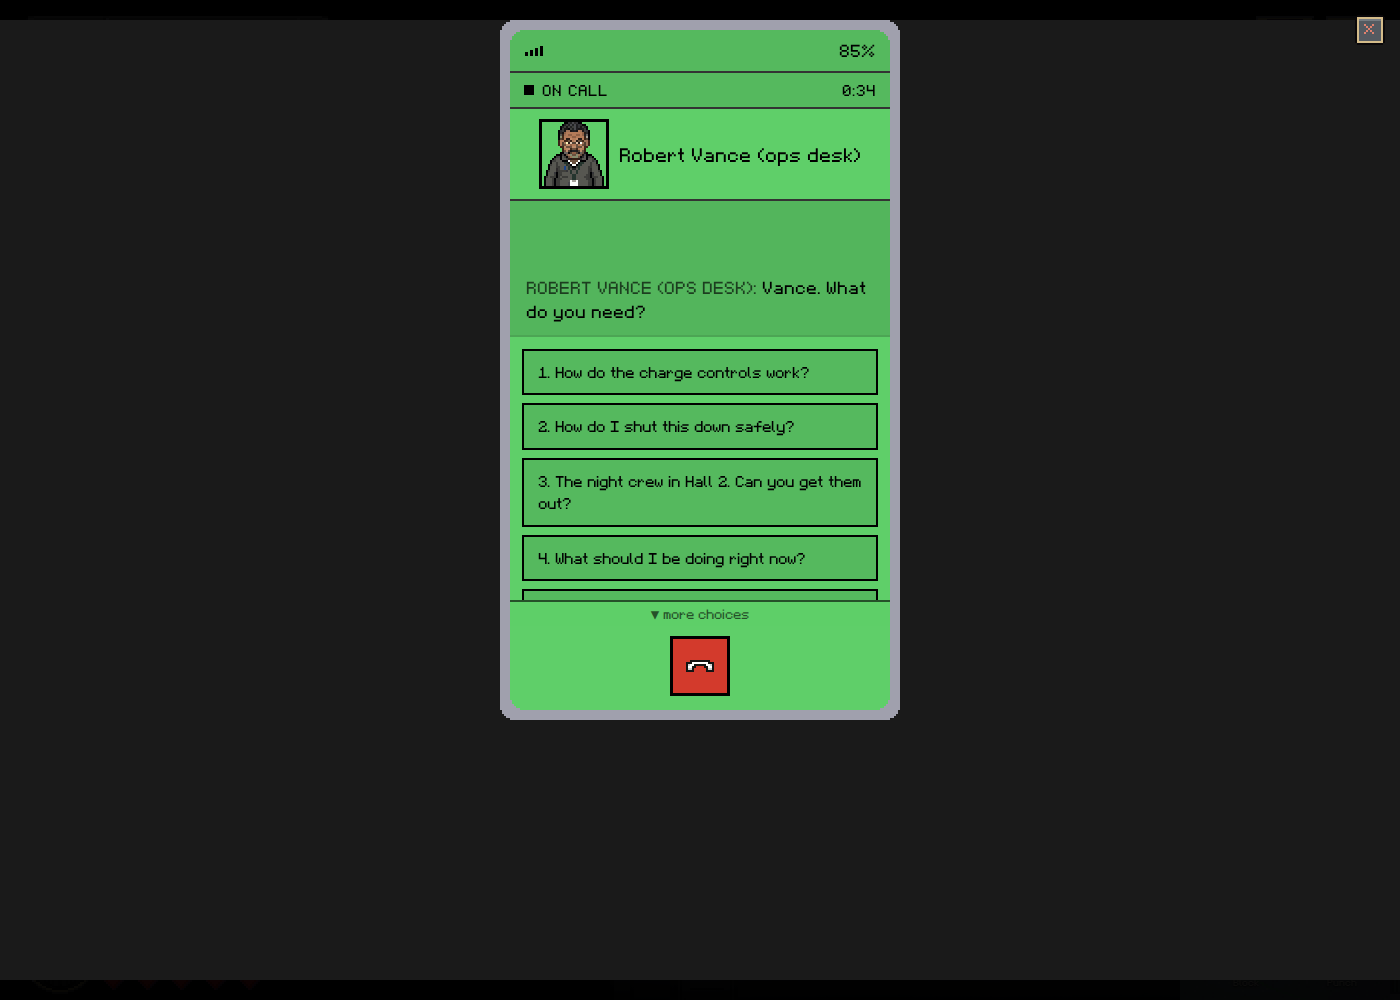 85%
ON CALL
0:34
Robert Vance (ops desk)
ROBERT VANCE (OPS DESK): Vance. What
do you need?
1. How do the charge controls work?
2. How do I shut this down safely?
3. The night crew in Hall 2. Can you get them
out?
4. What should I be doing right now?
▼ more choices